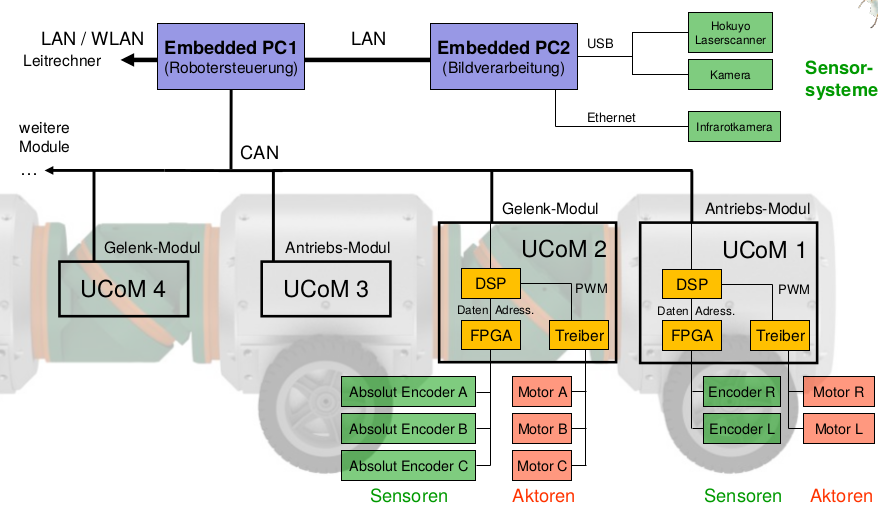 LAN / WLAN
Leitrechner
Embedded PC1
(Robotersteuerung)
LAN
Embedded PC2
(Bildverarbeitung)
USB
Hokuyo
Laserscanner
Kamera
Sensor-
systeme
Ethernet
Infrarotkamera
weitere
Module
...
CAN
Gelenk-Modul
UCoM 4
Antriebs-Modul
UCoM 3
Gelenk-Modul
UCoM 2
DSP
PWM
Daten
Adress.
FPGA
Treiber
Antriebs-Modul
UCoM 1
DSP
PWM
Daten
Adress.
FPGA
Treiber
Absolut Encoder A
Absolut Encoder B
Absolut Encoder C
Sensoren
Motor A
Motor B
Motor C
Aktoren
Encoder R
Encoder L
Sensoren
Motor R
Motor L
Aktoren